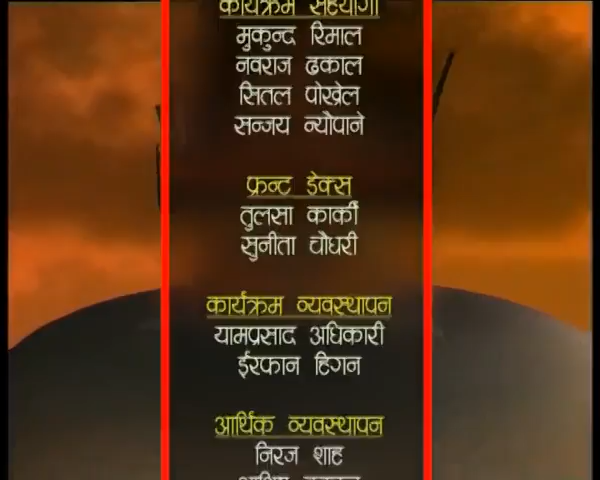 कार्यक्रम सहयोगी
मुकुन्द रिमाल
नवराज ढकाल
सितल पोख्रेल
सन्जय न्यौपाने
फ्रन्ट डेक्स
तुलसा कार्की
सुनीता चौधरी
कार्यक्रम व्यवस्थापन
यामप्रसाद अधिकारी
ईरफान हिगन
आर्थिक व्यवस्थापन
निरज शाह